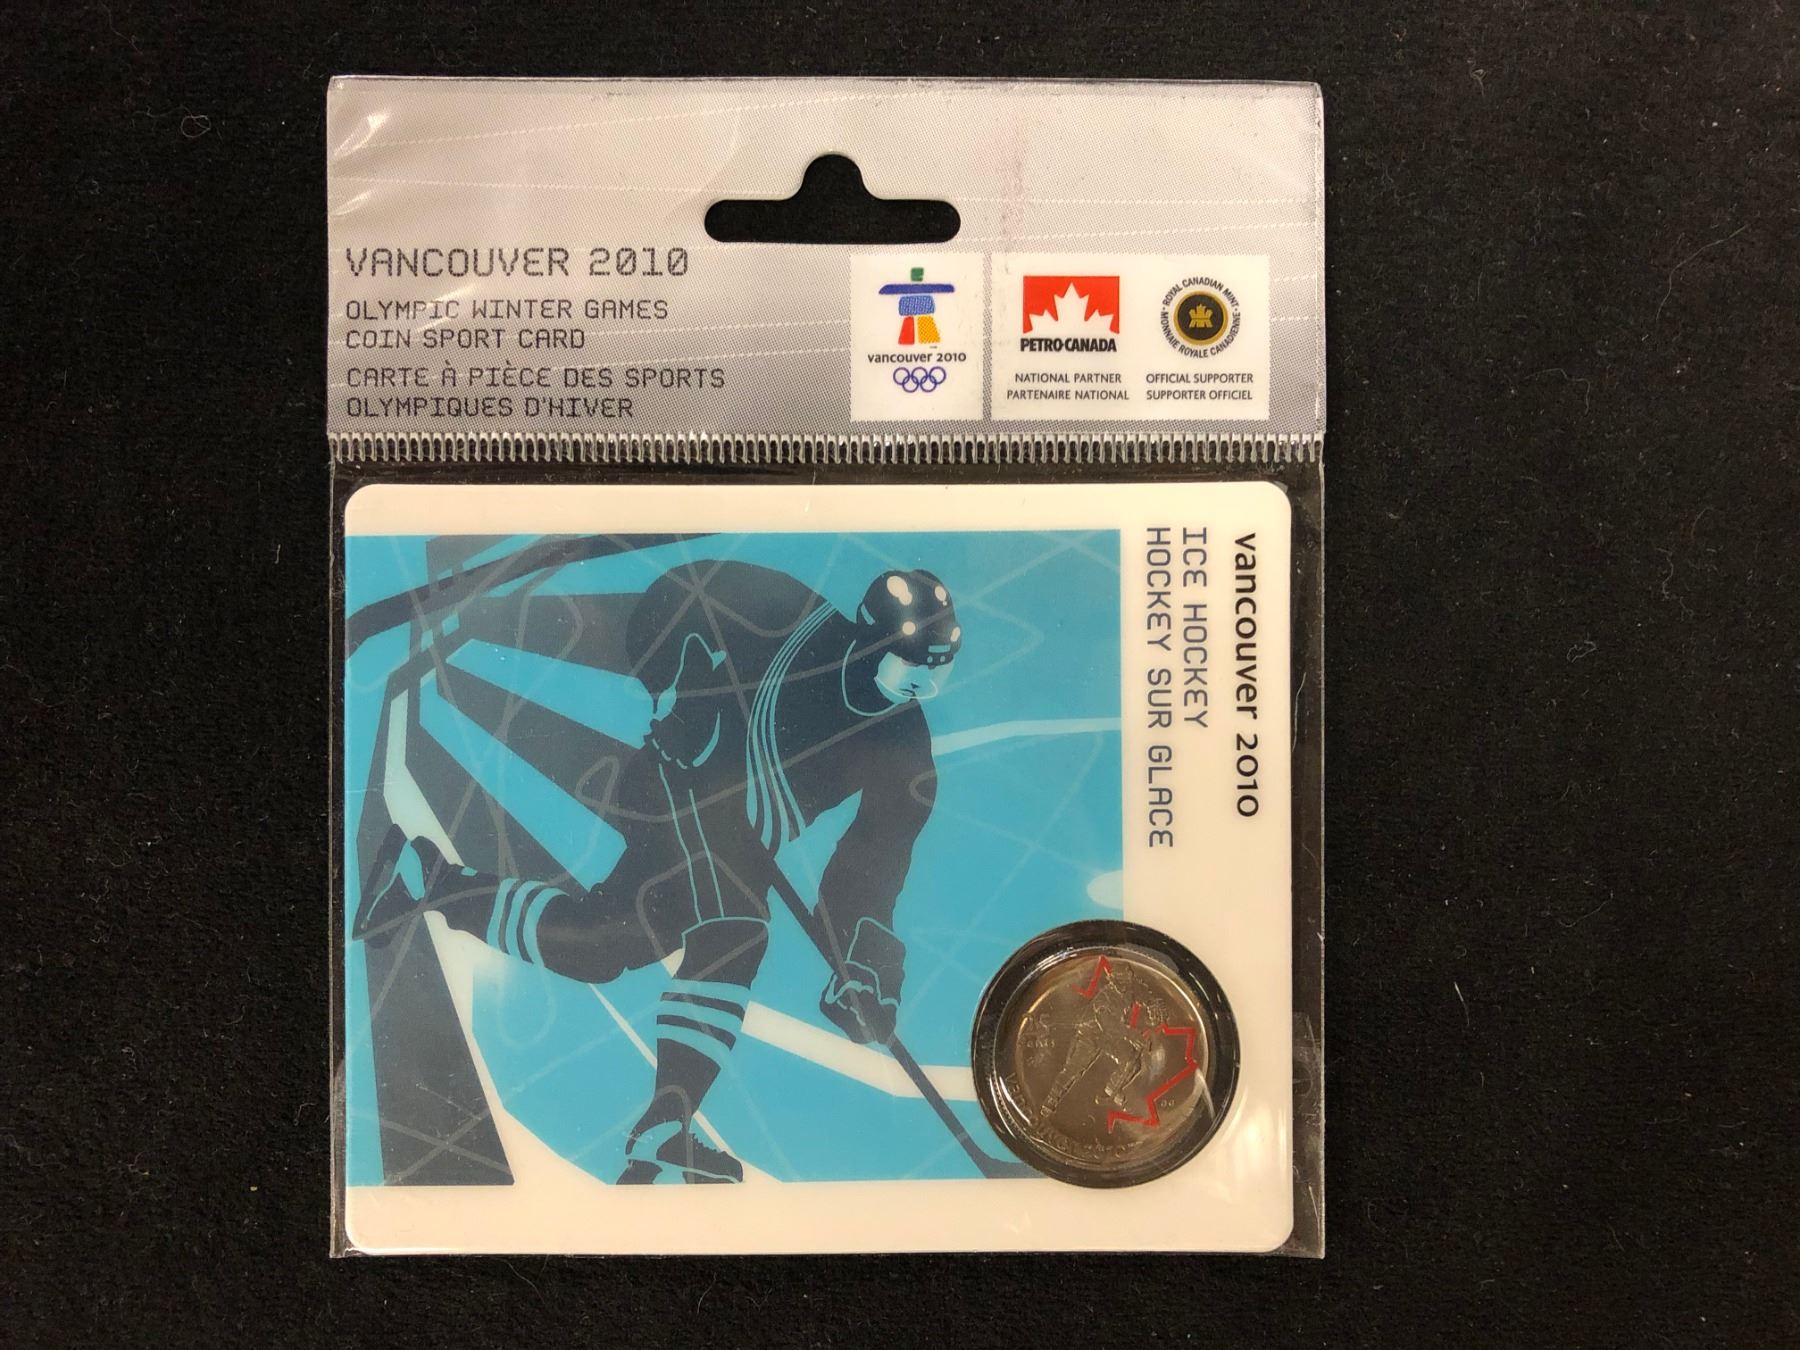 VANCOUVER 2010
OLYMPIC WINTER GAMES
COIN SPORT CARD
CARTE À PIÈCE DES SPORTS
OLYMPIQUES D'HIVER
vancouver 2010
PETRO-CANADA
NATIONAL PARTNER
PARTENAIRE NATIONAL
ROYAL CANADIAN MINT
MONNAIE ROYALE CANADIENNE
OFFICIAL SUPPORTER
SUPPORTER OFFICIEL
vancouver 2010
ICE HOCKEY
HOCKEY SUR GLACE